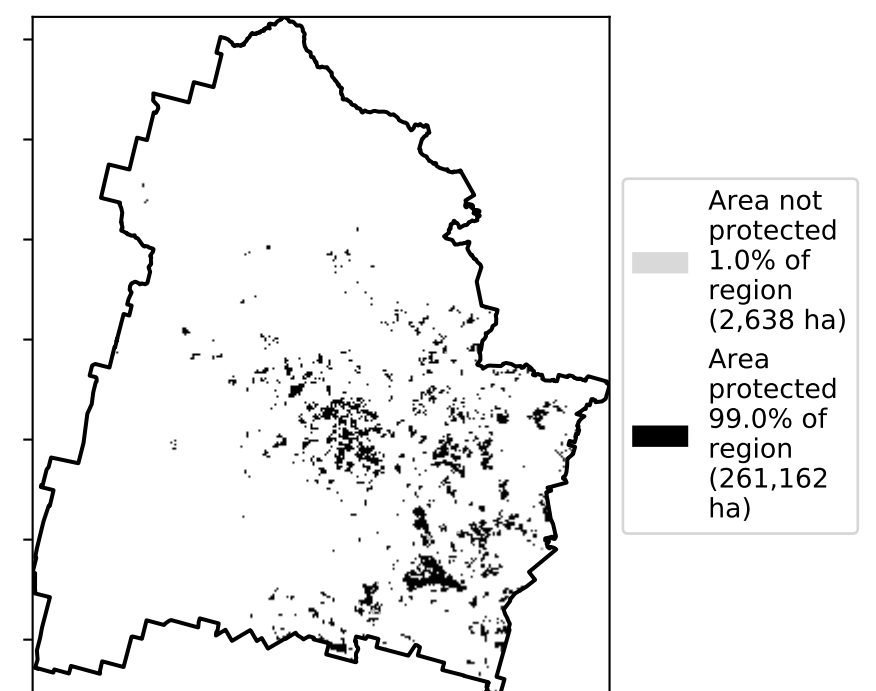 Area not
protected
1.0% of
region
(2,638 ha)
Area
protected
99.0% of
region
(261,162
ha)